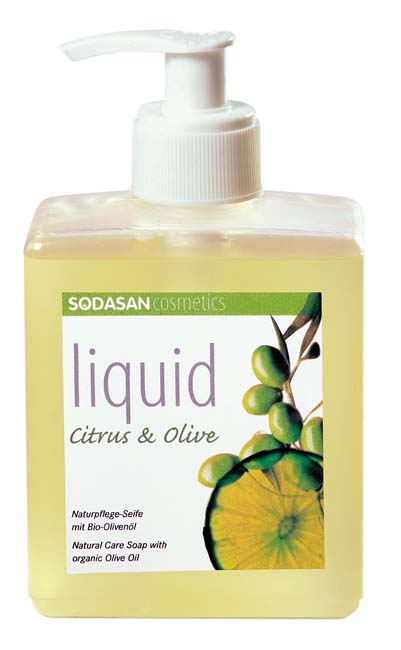 SODASAN cosmetics
liquid
Citrus & Olive
Naturpflege-Seife
mit Bio-Olivenöl
Natural Care Soap with
organic Olive Oil